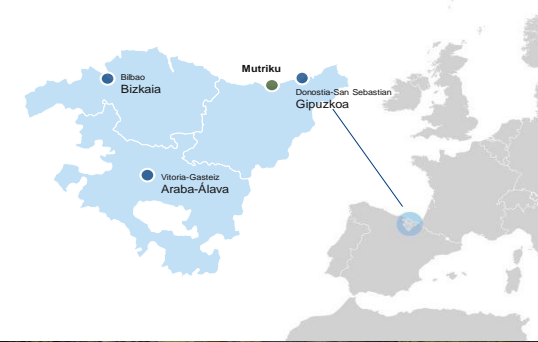 Mutriku
Bilbao
Bizkaia
Donostia-San Sebastian
Gipuzkoa
Vitoria-Gasteiz
Araba-Álava